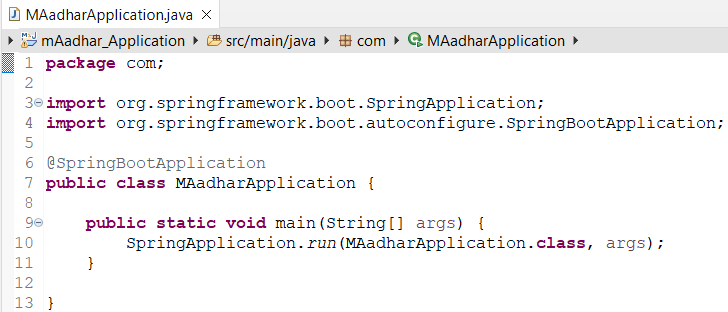 MAadharApplication.java
mAadhar_Application src/main/java com MAadharApplication
1 package com;
2
3 import org.springframework.boot.SpringApplication;
4 import org.springframework.boot.autoconfigure.SpringBootApplication;
5
6 @SpringBootApplication
7 public class MAadharApplication {
8
9 public static void main(String[] args) {
10 SpringApplication.run(MAadharApplication.class, args);
11 }
12
13 }